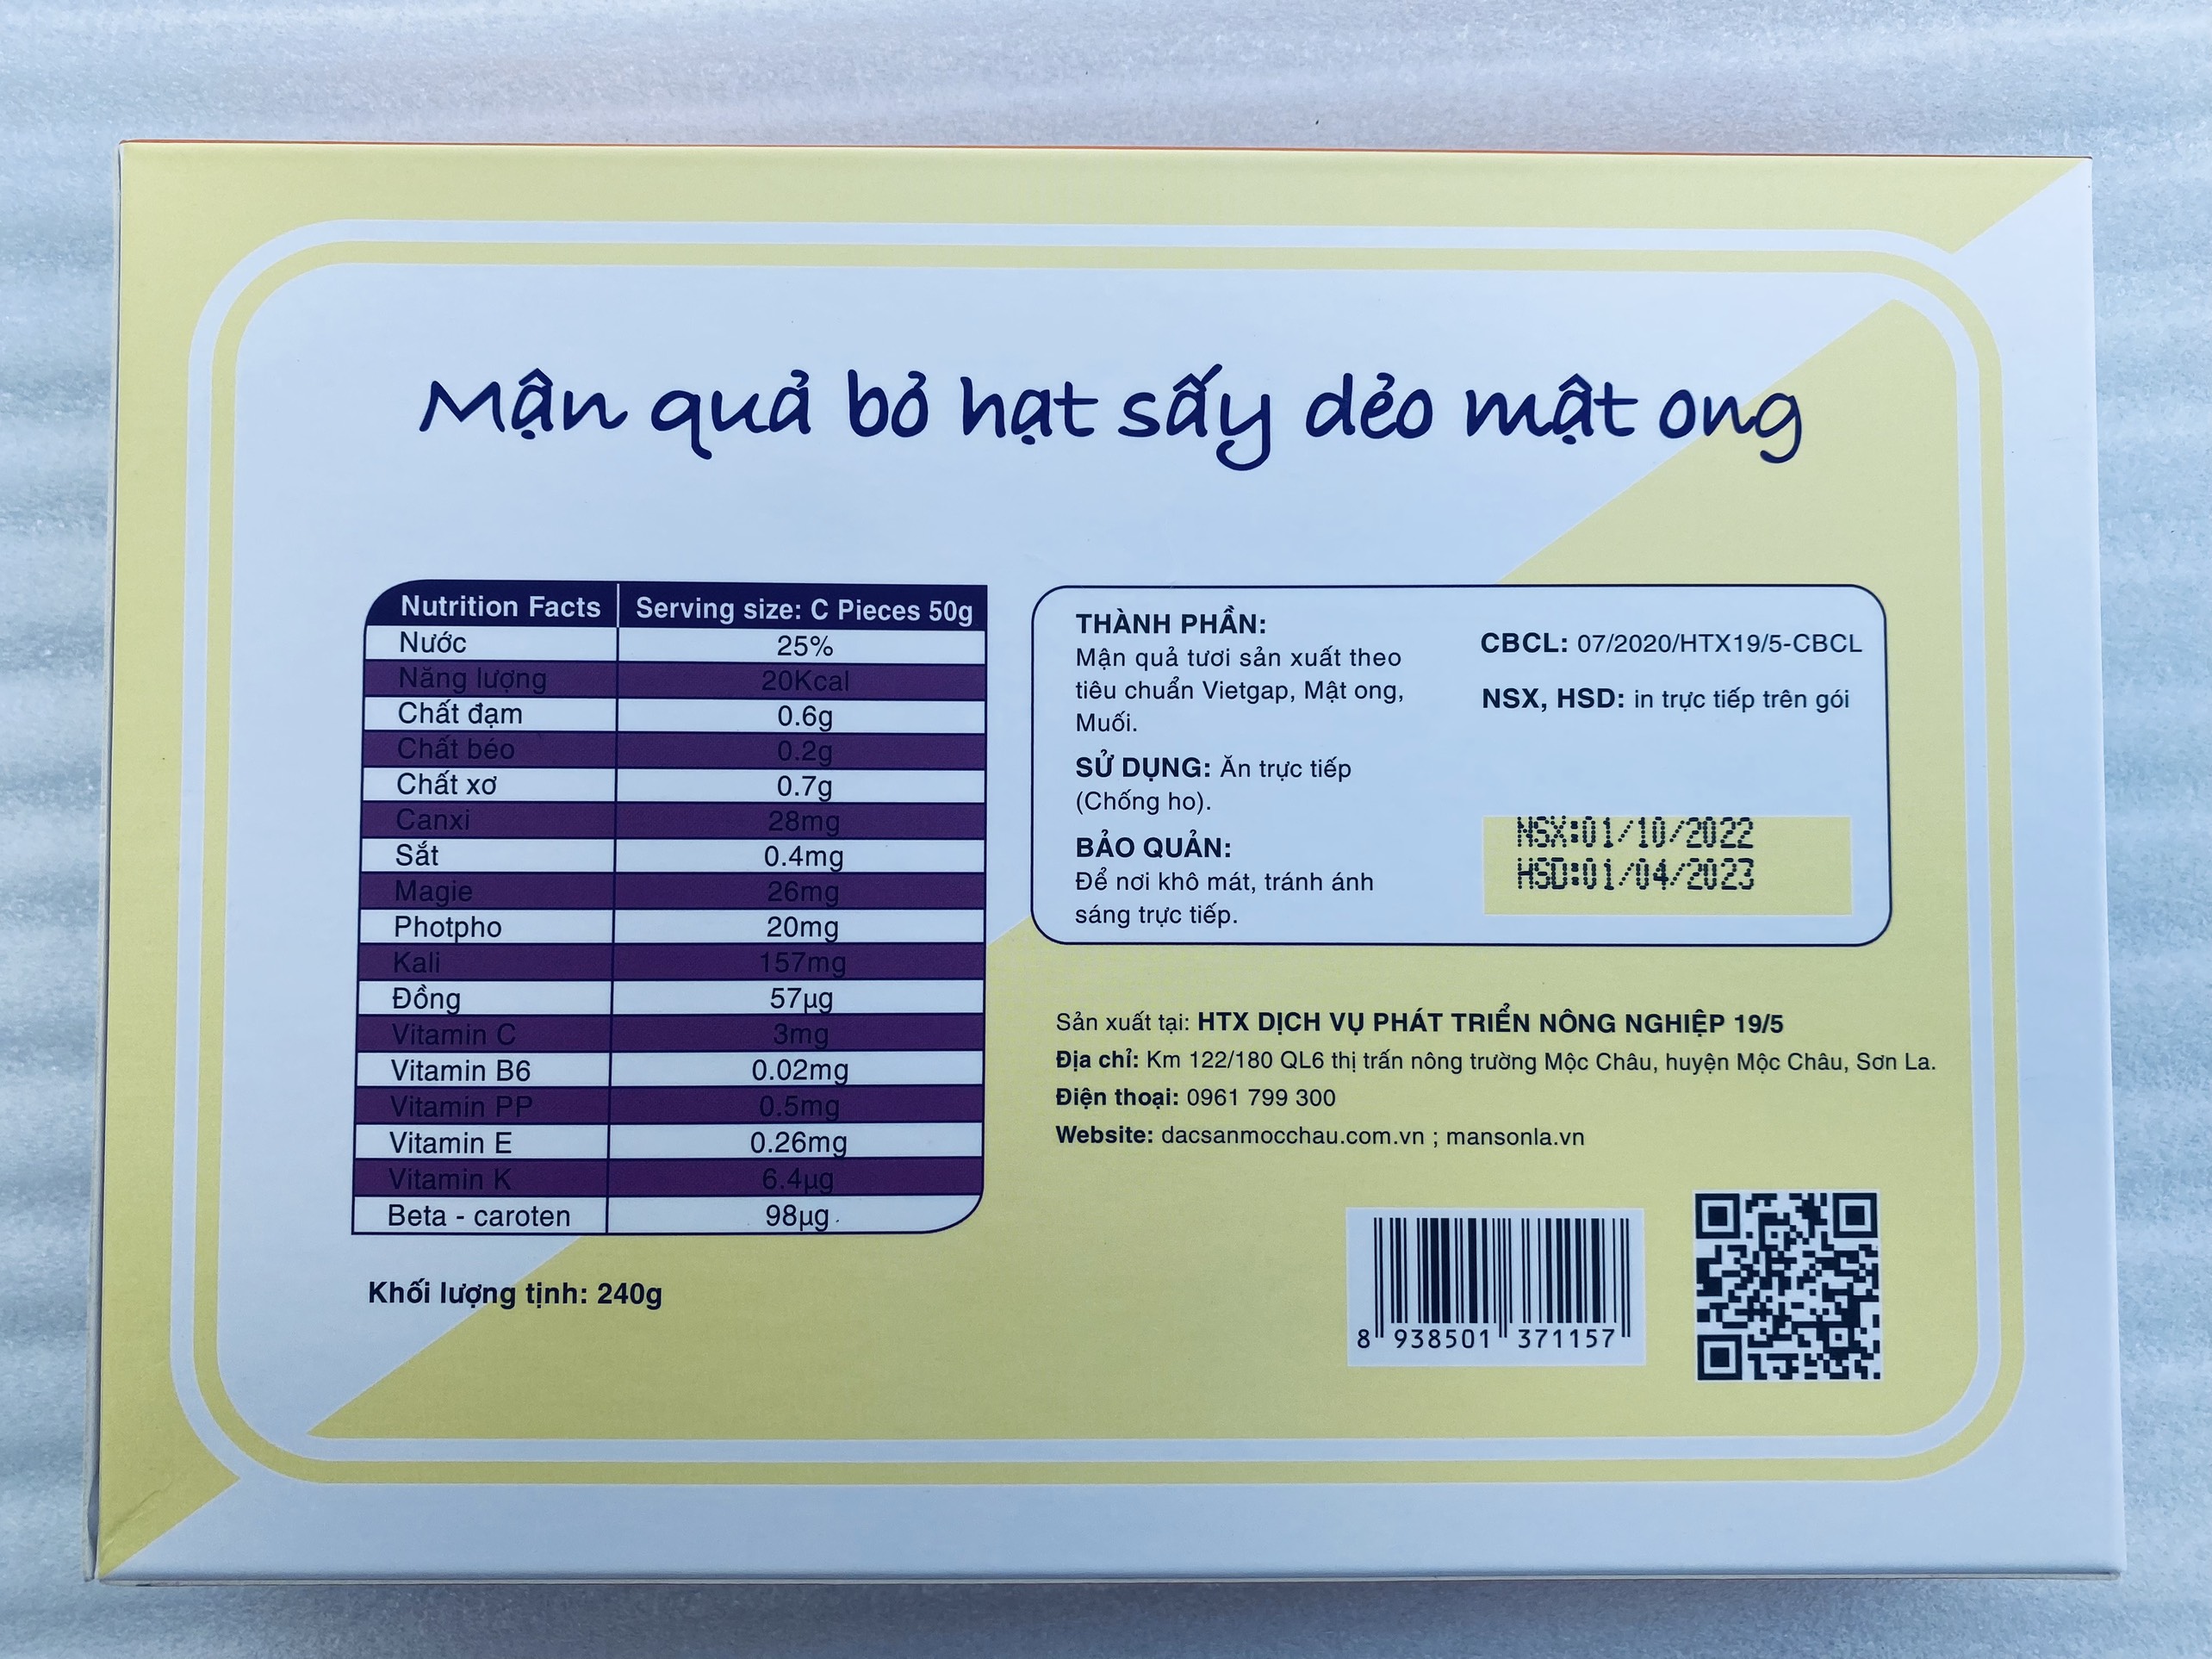 Mận quả bỏ hạt sấy dẻo mật ong
Nutrition Facts Serving size: C Pieces 50g
Nước 25%
Năng lượng 20Kcal
Chất đạm 0.6g
Chất béo 0.2g
Chất xơ 0.7g
Canxi 28mg
Sắt 0.4mg
Magie 26mg
Photpho 20mg
Kali 157mg
Đồng 57µg
Vitamin C 3mg
Vitamin B6 0.02mg
Vitamin PP 0.5mg
Vitamin E 0.26mg
Vitamin K 6.4µg
Beta - caroten 98µg
Khối lượng tịnh: 240g
THÀNH PHẦN:
Mận quả tươi sản xuất theo
tiêu chuẩn Vietgap, Mật ong,
Muối.
SỬ DỤNG: Ăn trực tiếp
(Chống ho).
BẢO QUẢN:
Để nơi khô mát, tránh ánh
sáng trực tiếp.
CBCL: 07/2020/HTX19/5-CBCL
NSX, HSD: in trực tiếp trên gói
NSX:01/10/2022
HSD:01/04/2023
Sản xuất tại: HTX DỊCH VỤ PHÁT TRIỂN NÔNG NGHIỆP 19/5
Địa chỉ: Km 122/180 QL6 thị trấn nông trường Mộc Châu, huyện Mộc Châu, Sơn La.
Điện thoại: 0961 799 300
Website: dacsanmocchau.com.vn ; mansonla.vn
8 938501 371157